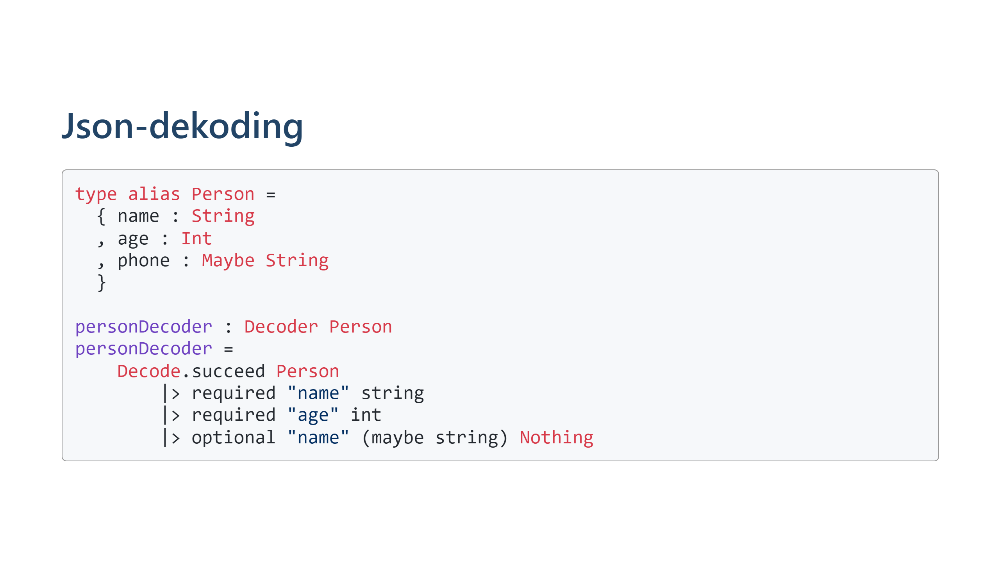 Json-dekoding
type alias Person =
  { name : String
  , age : Int
  , phone : Maybe String
  }

personDecoder : Decoder Person
personDecoder =
    Decode.succeed Person
        |> required "name" string
        |> required "age" int
        |> optional "name" (maybe string) Nothing